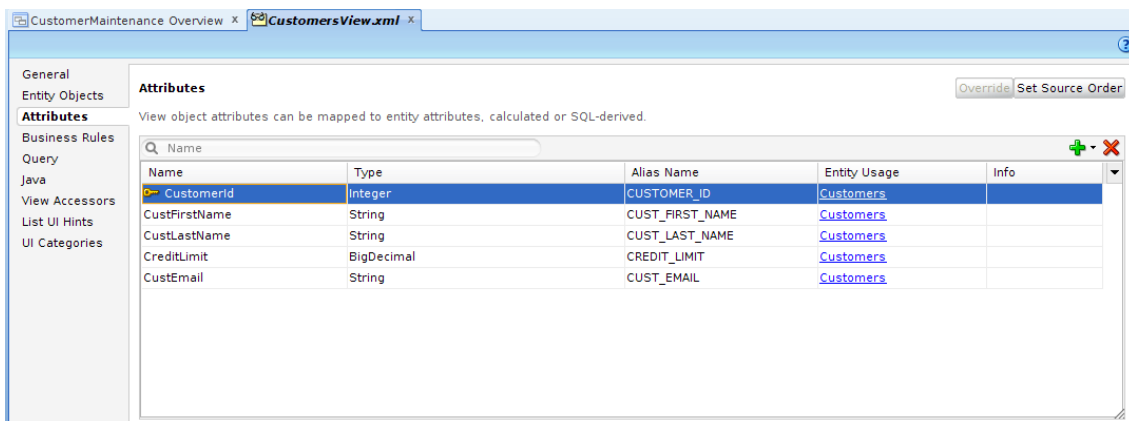 CustomerMaintenance Overview x CustomersView.xml x
General
Entity Objects
Attributes
Business Rules
Query
Java
View Accessors
List UI Hints
UI Categories
Attributes
Override Set Source Order
View object attributes can be mapped to entity attributes, calculated or SQL-derived.
Name
Name Type Alias Name Entity Usage Info
CustomerId Integer CUSTOMER_ID Customers
CustFirstName String CUST_FIRST_NAME Customers
CustLastName String CUST_LAST_NAME Customers
CreditLimit BigDecimal CREDIT_LIMIT Customers
CustEmail String CUST_EMAIL Customers